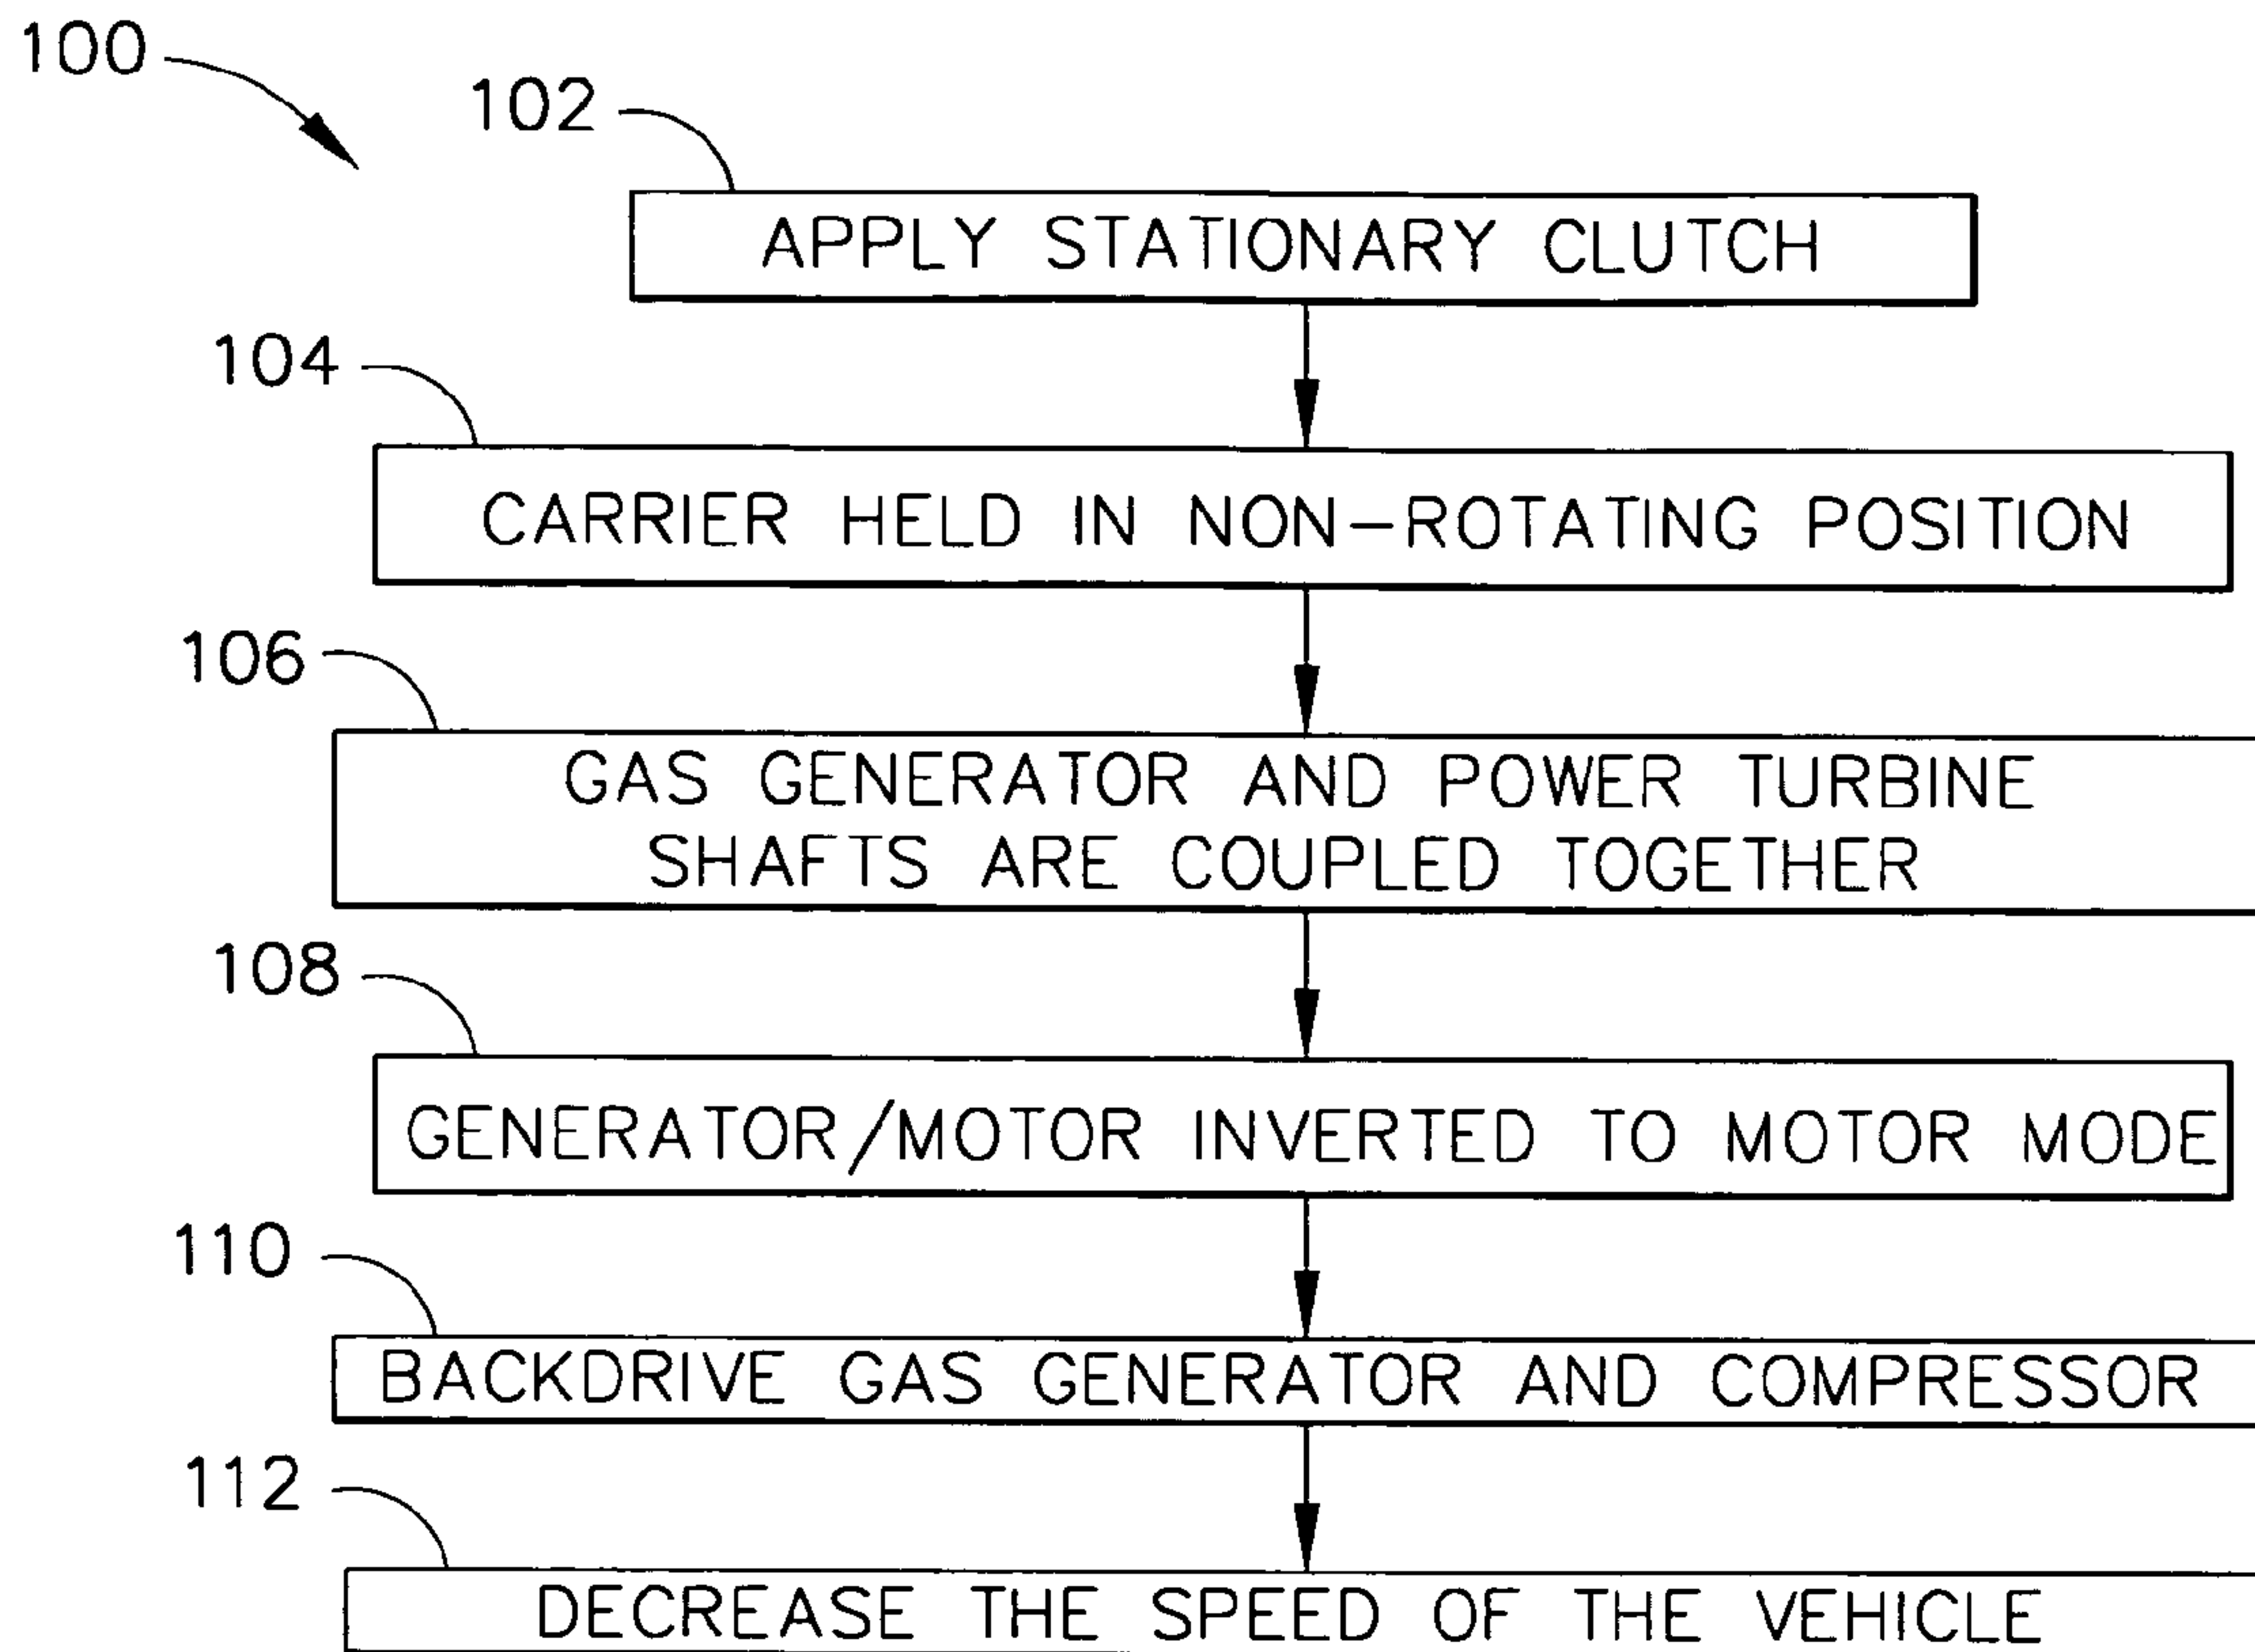 100
102
APPLY STATIONARY CLUTCH
104
CARRIER HELD IN NON-ROTATING POSITION
106
GAS GENERATOR AND POWER TURBINE
SHAFTS ARE COUPLED TOGETHER
108
GENERATOR/MOTOR INVERTED TO MOTOR MODE
110
BACKDRIVE GAS GENERATOR AND COMPRESSOR
112
DECREASE THE SPEED OF THE VEHICLE